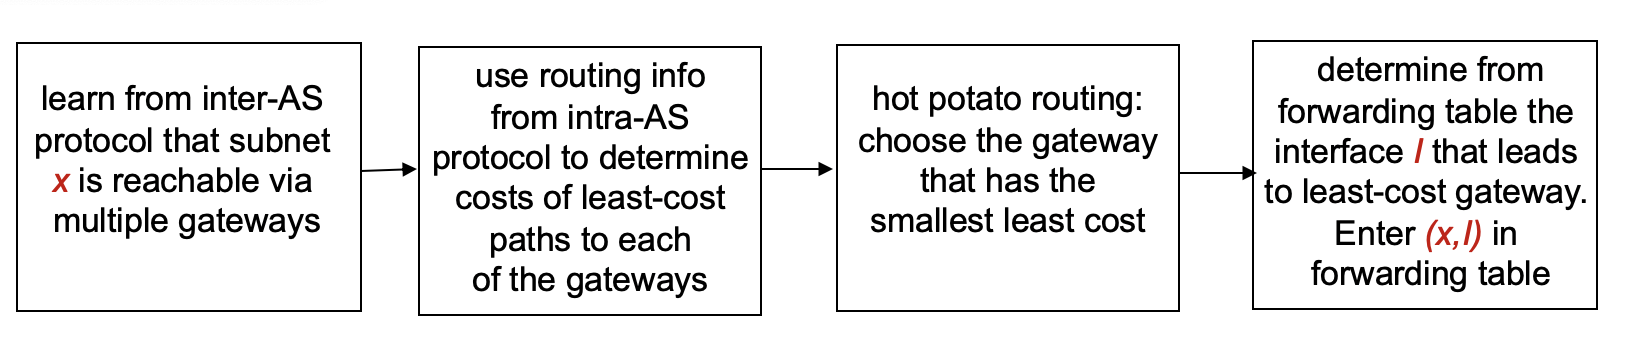 learn from inter-AS
protocol that subnet
x is reachable via
multiple gateways
use routing info
from intra-AS
protocol to determine
costs of least-cost
paths to each
of the gateways
hot potato routing:
choose the gateway
that has the
smallest least cost
determine from
forwarding table the
interface I that leads
to least-cost gateway.
Enter (x,I) in
forwarding table